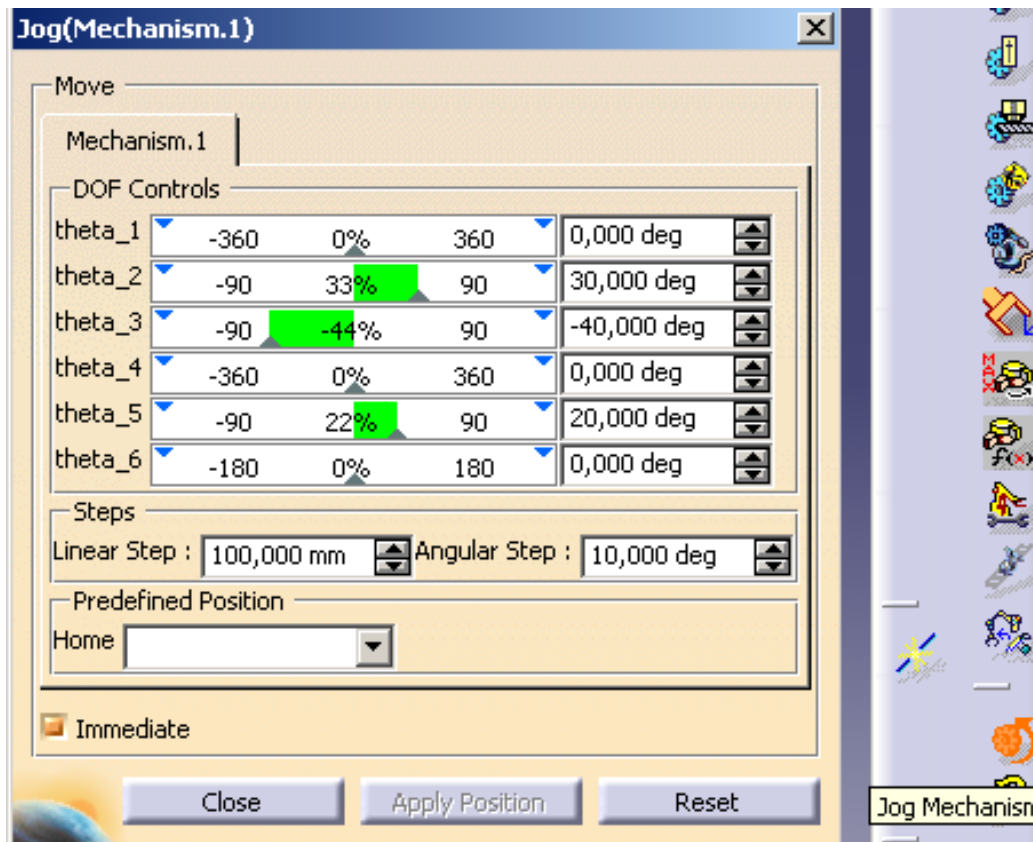 Jog(Mechanism.1)
Move
Mechanism.1
DOF Controls
theta_1 -360 0% 360 0,000 deg
theta_2 -90 33% 90 30,000 deg
theta_3 -90 -44% 90 -40,000 deg
theta_4 -360 0% 360 0,000 deg
theta_5 -90 22% 90 20,000 deg
theta_6 -180 0% 180 0,000 deg
Steps
Linear Step : 100,000 mm Angular Step : 10,000 deg
Predefined Position
Home
Immediate
Close Apply Position Reset
MAX
f(x)
Jog Mechanism